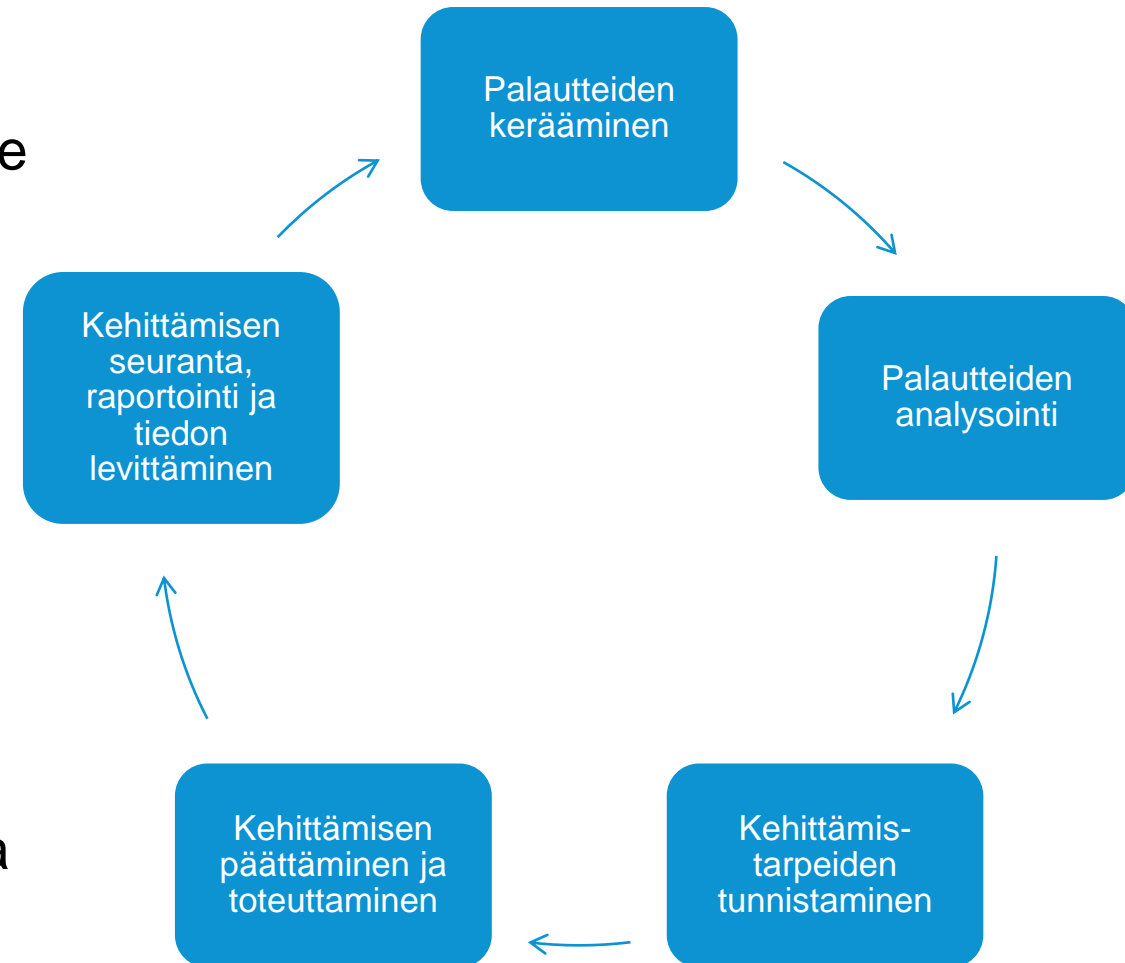 Palautteiden
kerääminen
e
Kehittämisen
seuranta,
raportointi ja
tiedon
levittäminen
Palautteiden
analysointi
Kehittämisen
päättäminen ja
toteuttaminen
a
Kehittämis-
tarpeiden
tunnistaminen